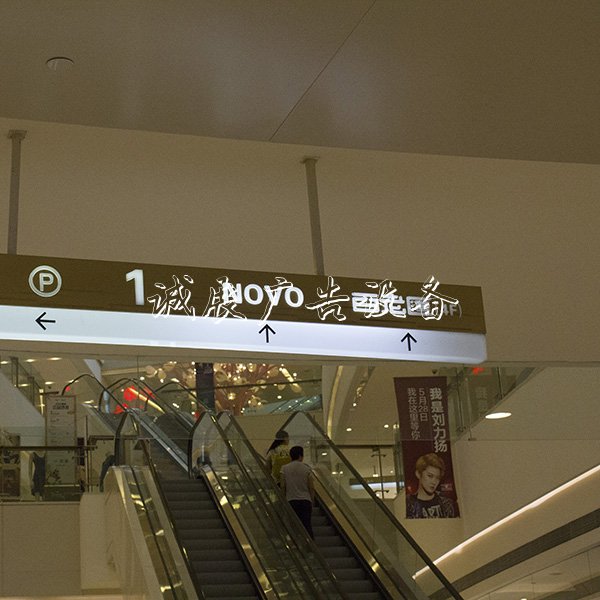 P 1 NOVO
诚展广告设备
我是刘力扬
5月28日
我在这里等你